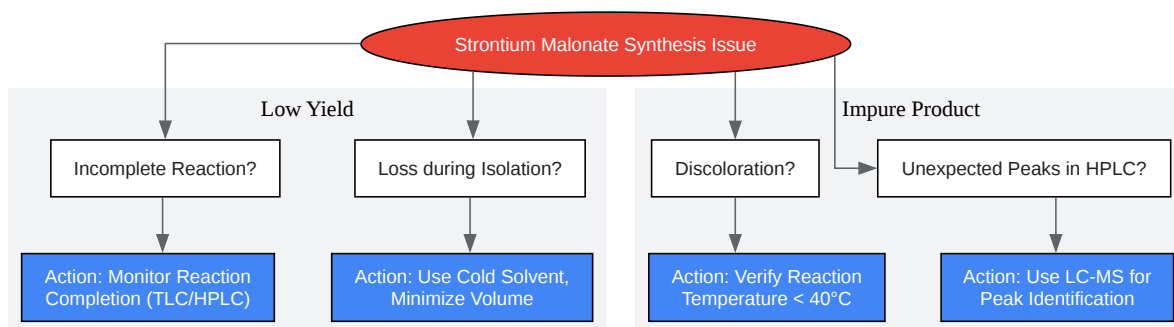 Strontium Malonate Synthesis Issue
Low Yield
Impure Product
Incomplete Reaction?
Loss during Isolation?
Discoloration?
Unexpected Peaks in HPLC?
Action: Monitor Reaction
Completion (TLC/HPLC)
Action: Use Cold Solvent,
Minimize Volume
Action: Verify Reaction
Temperature < 40°C
Action: Use LC-MS for
Peak Identification